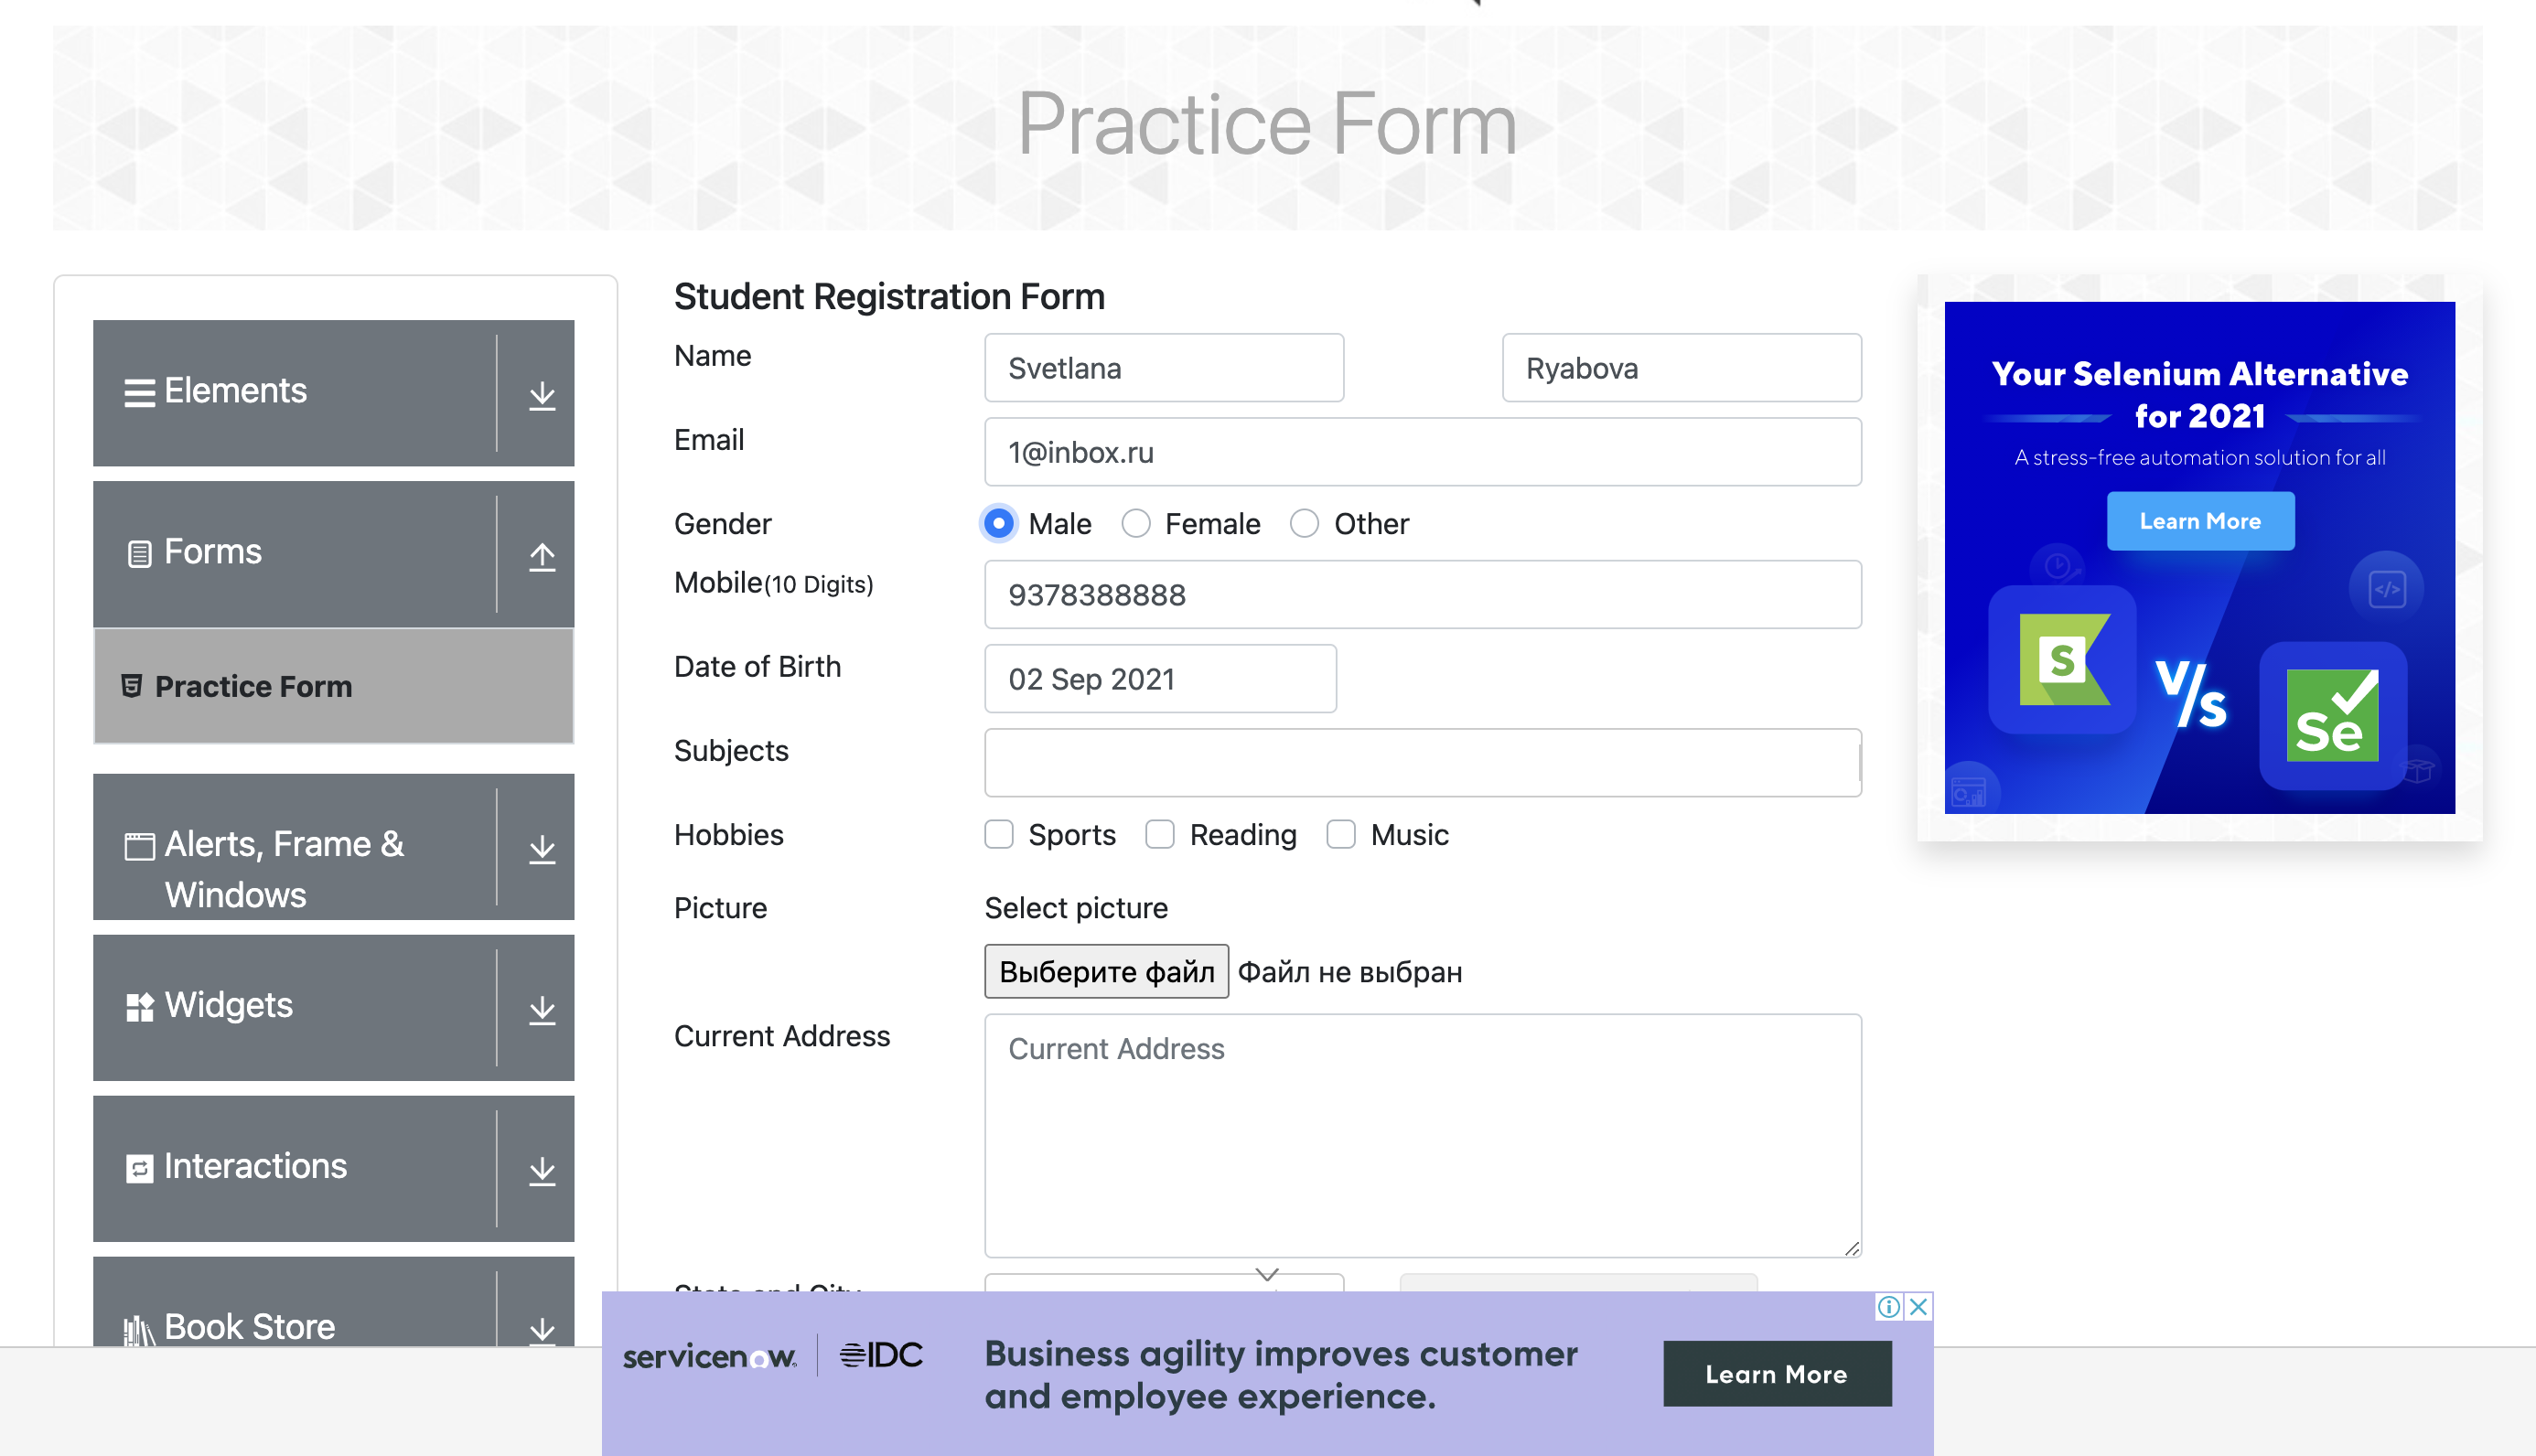 Practice Form
Elements
Forms
Practice Form
Alerts, Frame &
Windows
Widgets
Interactions
Book Store
Student Registration Form
Name
Svetlana
Ryabova
Email
1@inbox.ru
Gender
Male
Female
Other
Mobile(10 Digits)
9378388888
Date of Birth
02 Sep 2021
Subjects
Hobbies
Sports
Reading
Music
Picture
Select picture
Выберите файл
Файл не выбран
Current Address
Current Address
State and City
Your Selenium Alternative
for 2021
A stress-free automation solution for all
Learn More
S
V/s
Se
servicenow.
IDC
Business agility improves customer
and employee experience.
Learn More